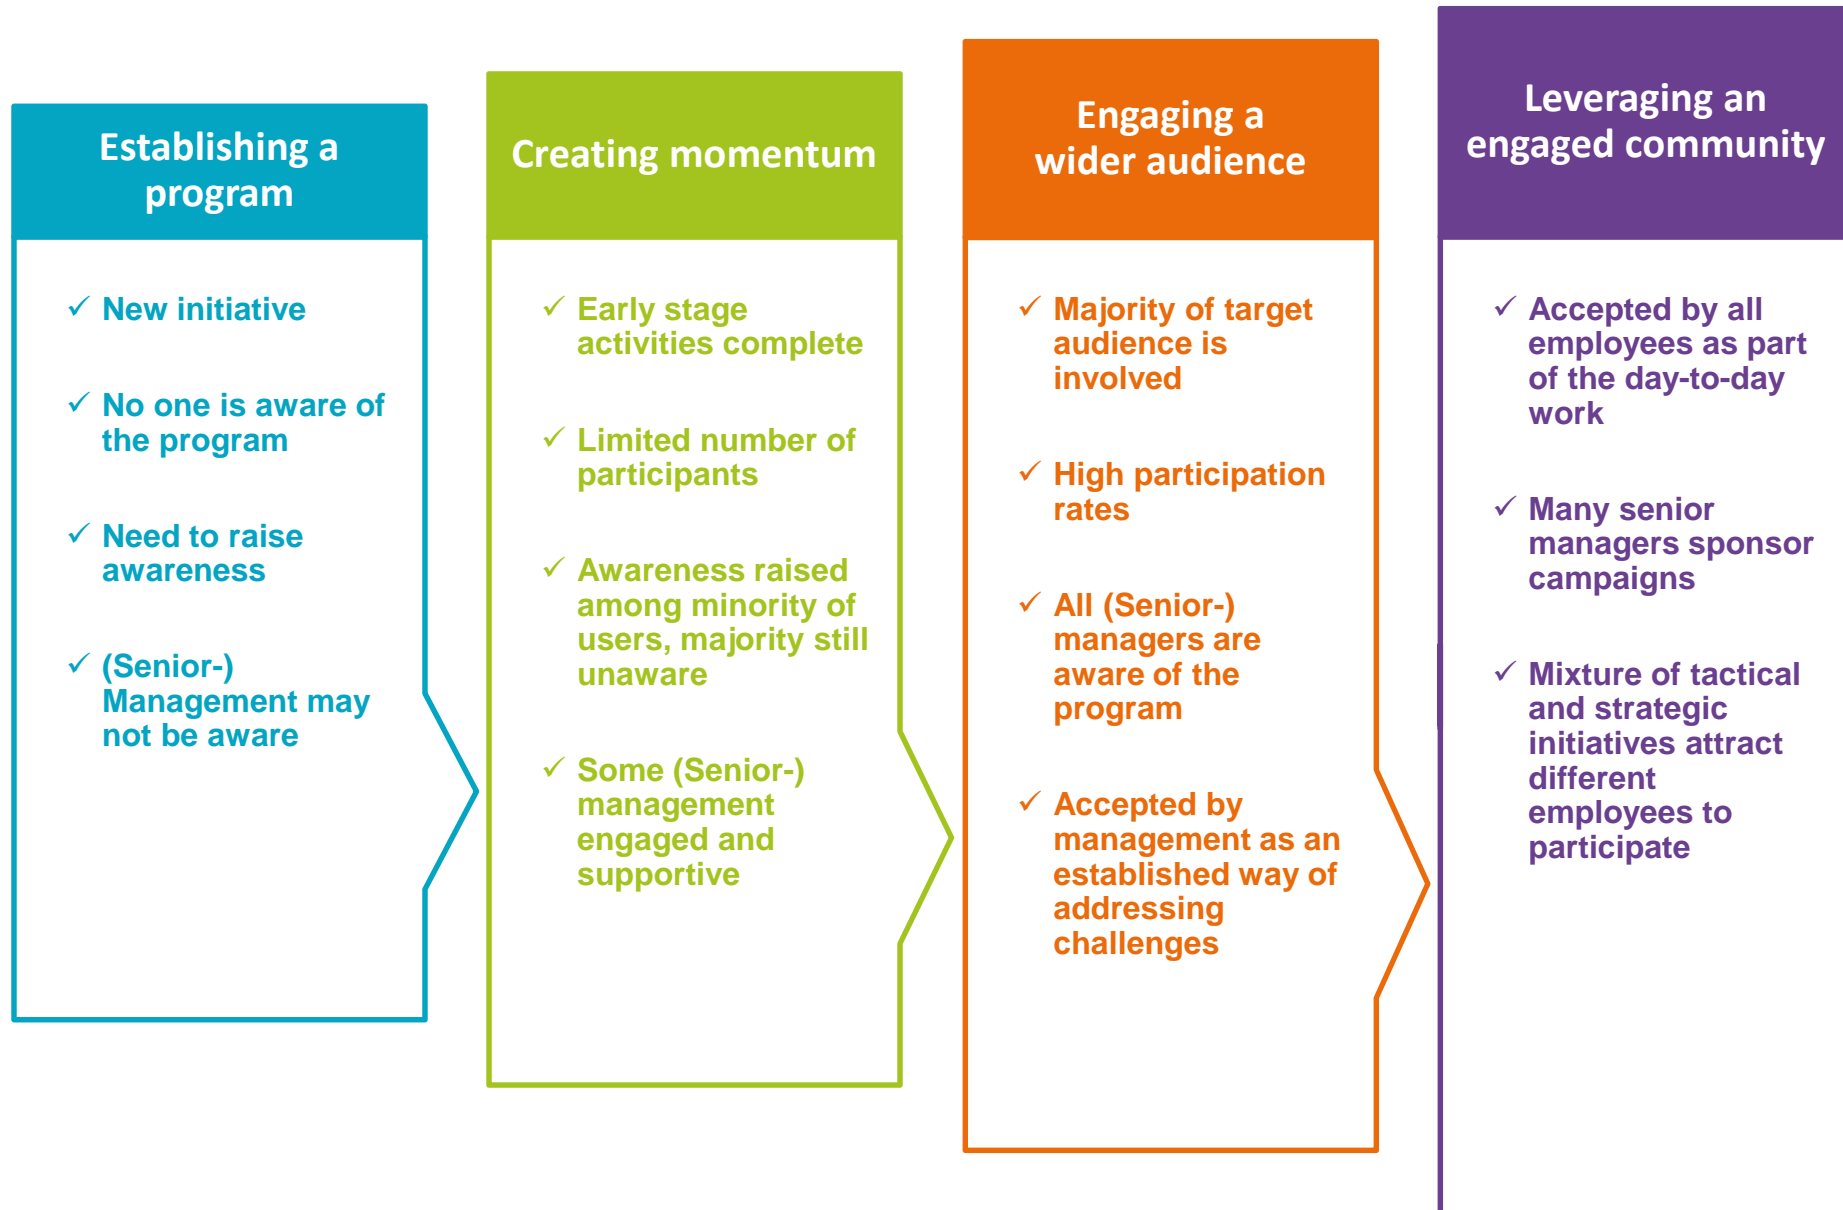 Establishing a
program
✓ New initiative
✓ No one is aware of
the program
✓ Need to raise
awareness
✓ (Senior-)
Management may
not be aware
Creating momentum
✓ Early stage
activities complete
✓ Limited number of
participants
✓ Awareness raised
among minority of
users, majority still
unaware
✓ Some (Senior-)
management
engaged and
supportive
Engaging a
wider audience
✓ Majority of target
audience is
involved
✓ High participation
rates
✓ All (Senior-)
managers are
aware of the
program
✓ Accepted by
management as an
established way of
addressing
challenges
Leveraging an
engaged community
✓ Accepted by all
employees as part
of the day-to-day
work
✓ Many senior
managers sponsor
campaigns
✓ Mixture of tactical
and strategic
initiatives attract
different
employees to
participate